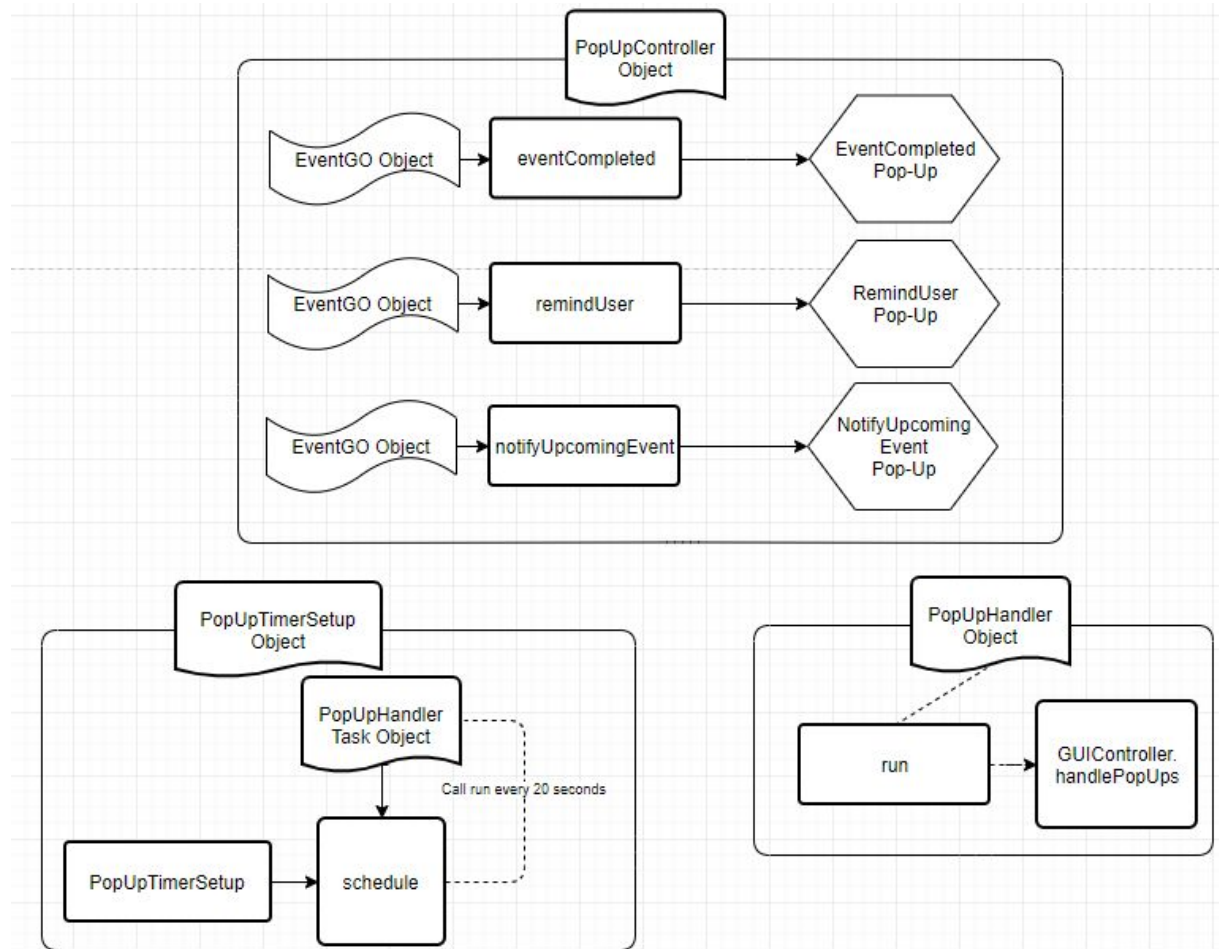 PopUpController
Object
EventGO Object
eventCompleted
EventCompleted
Pop-Up
EventGO Object
remindUser
RemindUser
Pop-Up
EventGO Object
notifyUpcomingEvent
NotifyUpcoming
Event
Pop-Up
PopUpTimerSetup
Object
PopUpHandler
Task Object
Call run every 20 seconds
PopUpTimerSetup
schedule
PopUpHandler
Object
run
GUIController.
handlePopUps